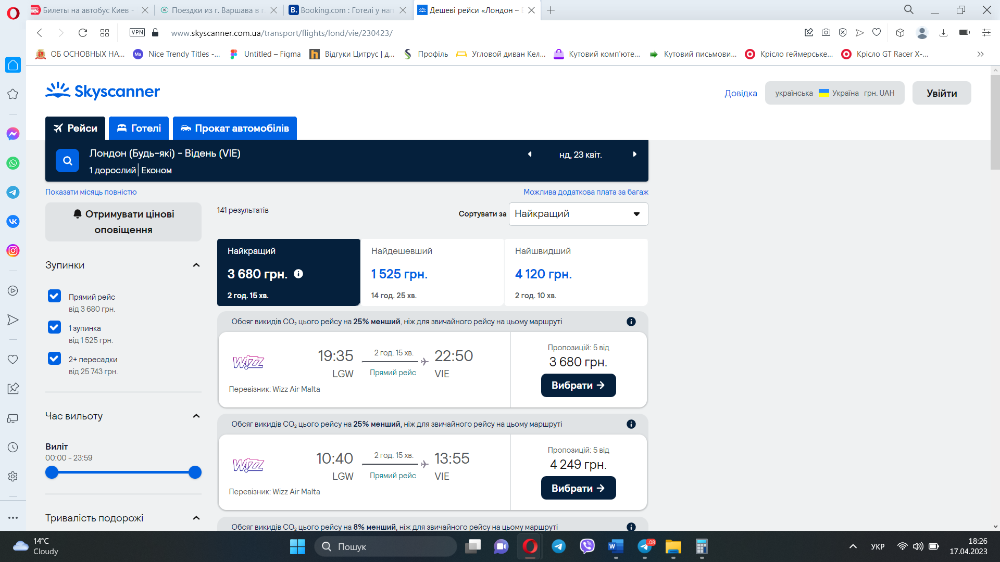 Билеты на автобус Киев -
Поездки из г. Варшава в г
Booking.com : Готелі у нап
Дешеві рейси «Лондон –
VPN
www.skyscanner.com.ua/transport/flights/lond/vie/230423/
ОБ ОСНОВНЫХ НА...
Nice Trendy Titles -...
Untitled – Figma
Відгуки Цитрус | д...
Профіль
Угловой диван Кел...
Кутовий комп'юте...
Кутовий письмови...
Крісло геймерське...
Крісло GT Racer X-...
Skyscanner
Довідка
українська Україна грн. UAH
Увійти
Рейси
Готелі
Прокат автомобілів
Лондон (Будь-які) - Відень (VIE)
1 дорослий | Економ
нд, 23 квіт.
Показати місяць повністю
Можлива додаткова плата за багаж
Отримувати цінові
оповіщення
141 результатів
Сортувати за
Найкращий
Найкращий
3 680 грн.
2 год. 15 хв.
Найдешевший
1 525 грн.
14 год. 25 хв.
Найшвидший
4 120 грн.
2 год. 10 хв.
Зупинки
Прямий рейс
від 3 680 грн.
1 зупинка
від 1 525 грн.
2+ пересадки
від 25 743 грн.
Час вильоту
Виліт
00:00 - 23:59
Тривалість подорожі
Обсяг викидів CO₂ цього рейсу на 25% менший, ніж для звичайного рейсу на цьому маршруті
WIZZ
19:35
LGW
2 год. 15 хв.
Прямий рейс
22:50
VIE
Перевізник: Wizz Air Malta
Пропозицій: 5 від
3 680 грн.
Вибрати →
Обсяг викидів CO₂ цього рейсу на 25% менший, ніж для звичайного рейсу на цьому маршруті
WIZZ
10:40
LGW
2 год. 15 хв.
Прямий рейс
13:55
VIE
Перевізник: Wizz Air Malta
Пропозицій: 5 від
4 249 грн.
Вибрати →
Обсяг викидів CO₂ цього рейсу на 8% менший, ніж для звичайного рейсу на цьому маршруті
14°C
Cloudy
Пошук
УКР
18:26
17.04.2023